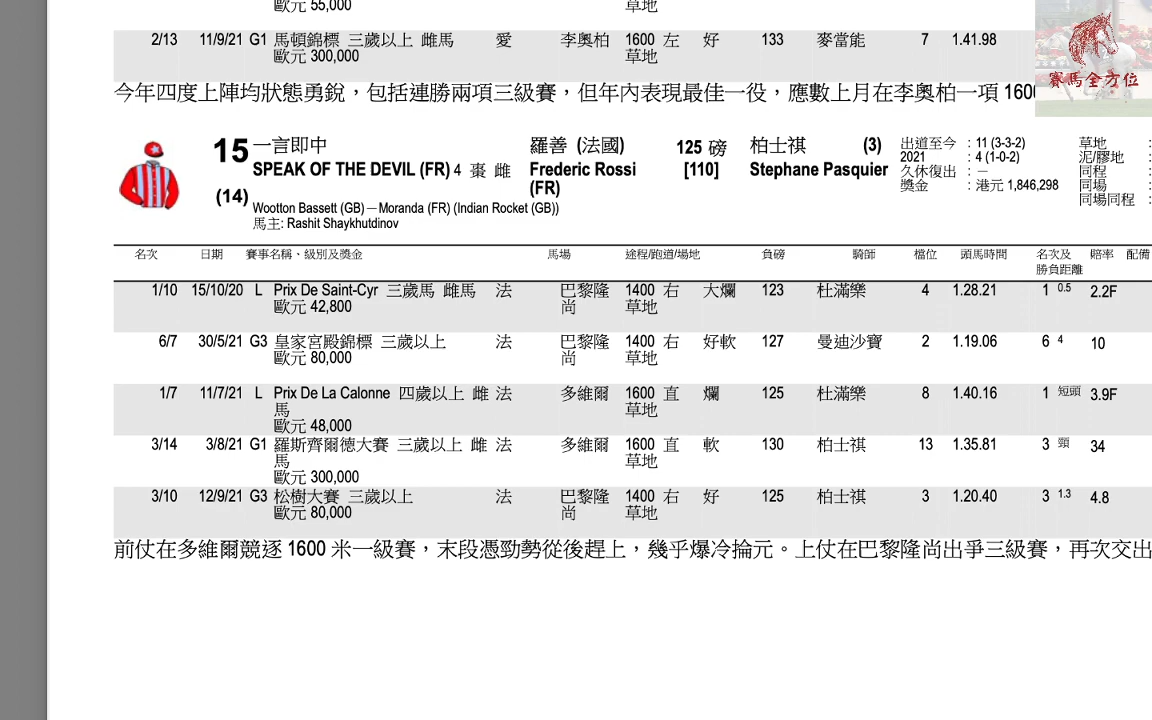 歐元 55,000 草地
2/13 11/9/21 G1 馬頓錦標 三歲以上 雌馬 愛 李奧柏 1600 左 好 133 麥當能 7 1.41.98
歐元 300,000 草地
賽馬全方位
今年四度上陣均狀態勇銳，包括連勝兩項三級賽，但年內表現最佳一役，應數上月在李奧柏一項 1600
15 一言即中 羅善 (法國) 125 磅 柏士祺 (3) 出道至今 : 11 (3-3-2) 草地 :
SPEAK OF THE DEVIL (FR) 4 棗 雌 Frederic Rossi [110] Stephane Pasquier 2021 : 4 (1-0-2) 泥/膠地 :
(FR) 久休復出 : － 同程 :
(14) 獎金 : 港元 1,846,298 同場 :
同場同程 :
Wootton Bassett (GB)－Moranda (FR) (Indian Rocket (GB))
馬主: Rashit Shaykhutdinov
名次 日期 賽事名稱、級別及獎金 馬場 途程/跑道/場地 負磅 騎師 檔位 頭馬時間 名次及 賠率 配備
勝負距離
1/10 15/10/20 L Prix De Saint-Cyr 三歲馬 雌馬 法 巴黎隆 1400 右 大爛 123 杜滿樂 4 1.28.21 1 0.5 2.2F
歐元 42,800 尚 草地
6/7 30/5/21 G3 皇家宮殿錦標 三歲以上 法 巴黎隆 1400 右 好軟 127 曼迪沙寶 2 1.19.06 6 4 10
歐元 80,000 尚 草地
1/7 11/7/21 L Prix De La Calonne 四歲以上 雌 法 多維爾 1600 直 爛 125 杜滿樂 8 1.40.16 1 短頭 3.9F
馬 草地
歐元 48,000
3/14 3/8/21 G1 羅斯齊爾德大賽 三歲以上 雌 法 多維爾 1600 直 軟 130 柏士祺 13 1.35.81 3 頸 34
馬 草地
歐元 300,000
3/10 12/9/21 G3 松樹大賽 三歲以上 法 巴黎隆 1400 右 好 125 柏士祺 3 1.20.40 3 1.3 4.8
歐元 80,000 尚 草地
前仗在多維爾競逐 1600 米一級賽，末段憑勁勢從後趕上，幾乎爆冷掄元。上仗在巴黎隆尚出爭三級賽，再次交出